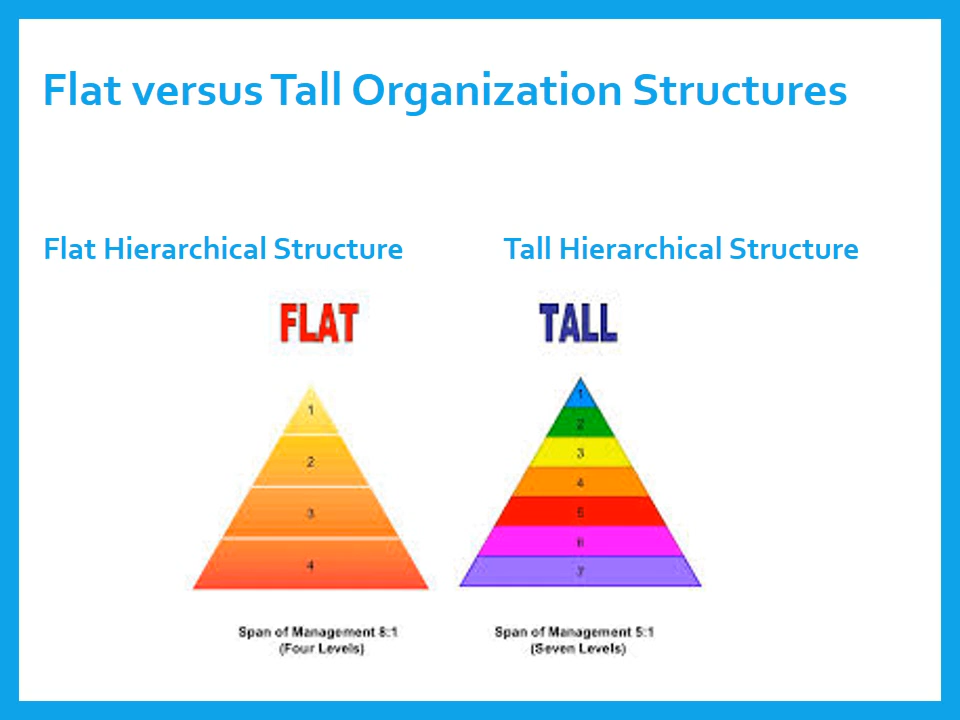 Flat versus Tall Organization Structures
Flat Hierarchical Structure
Tall Hierarchical Structure
FLAT
1
2
3
4
Span of Management 8:1
(Four Levels)
TALL
1
2
3
4
5
6
7
Span of Management 5:1
(Seven Levels)